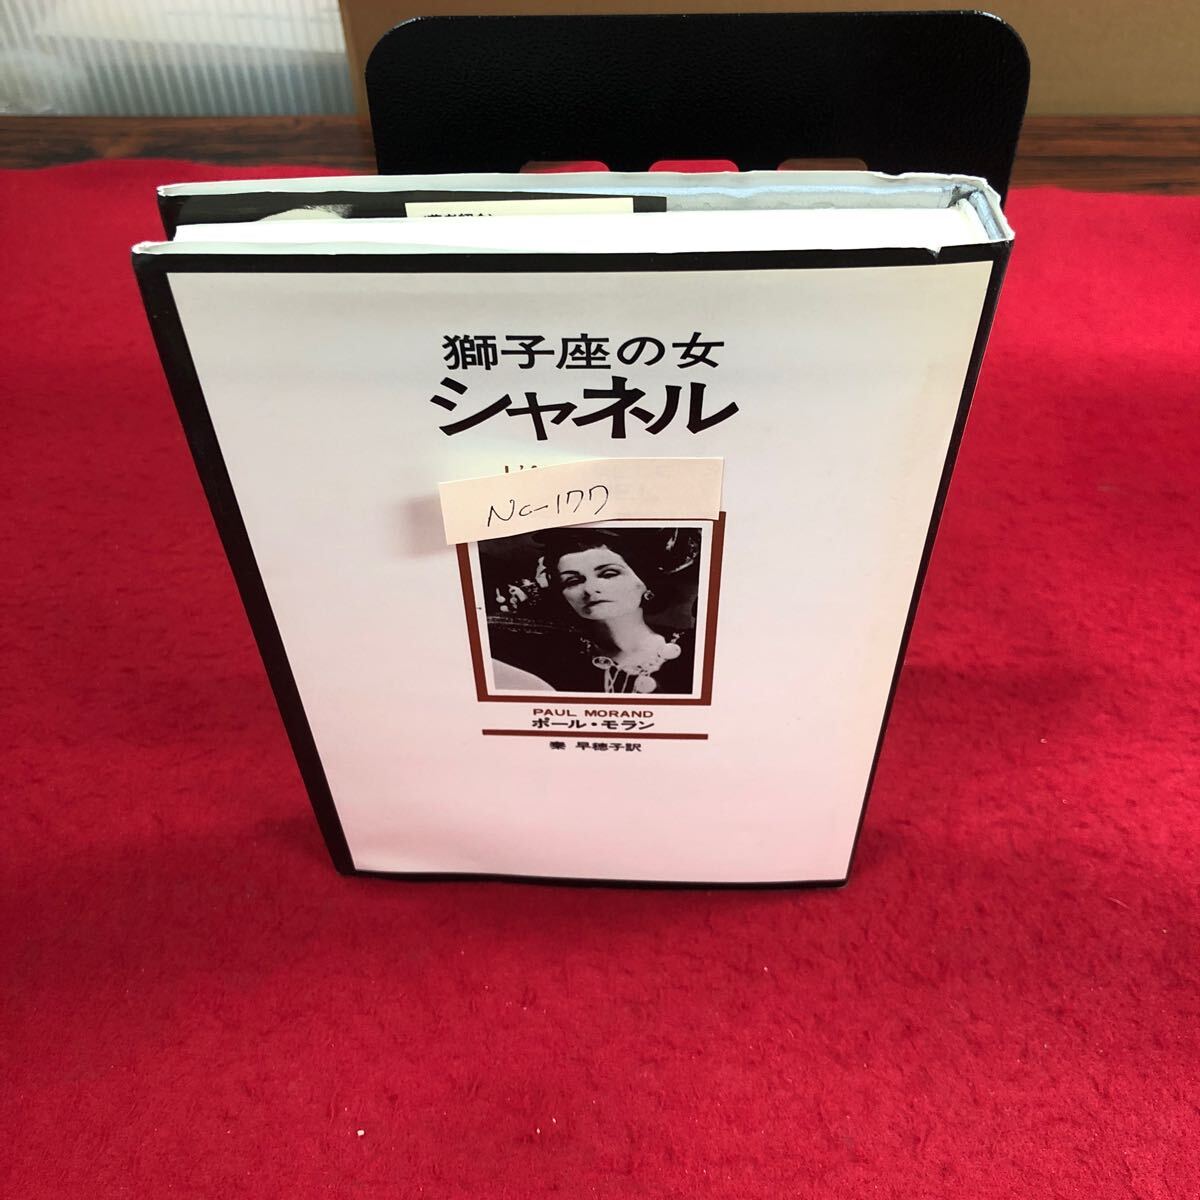 獅子座の女
シャネル
Nc-177
PAUL MORAND
ポール・モラン
秦 早穂子訳